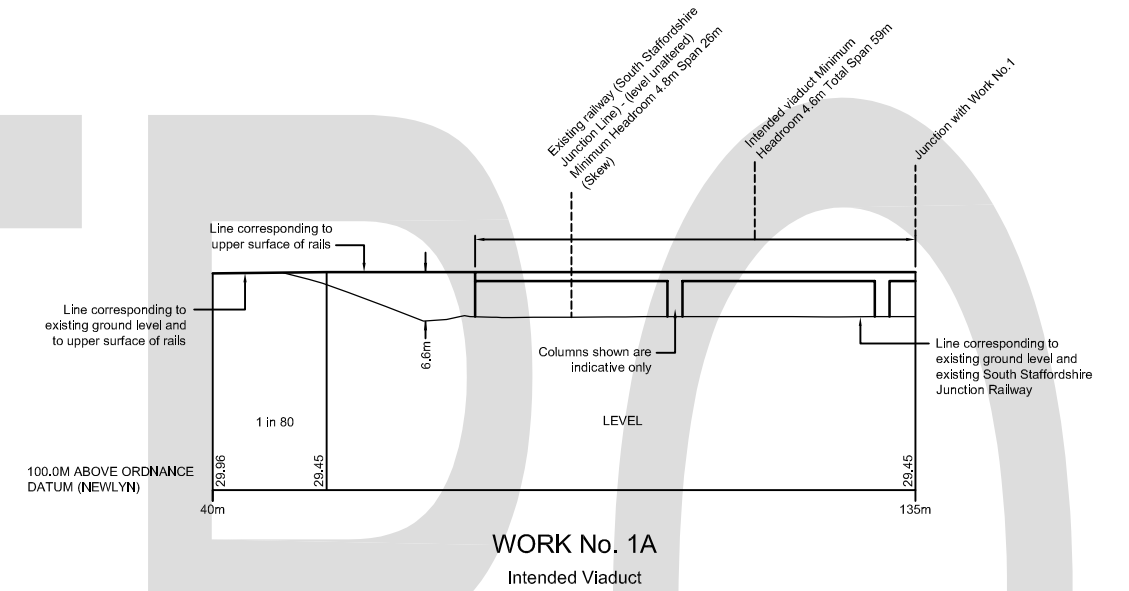 Existing railway (South Staffordshire
Junction Line) - (level unaltered)
Minimum Headroom 4.8m Span 26m
(Skew)
Intended viaduct Minimum
Headroom 4.6m Total Span 59m
Junction with Work No.1
Line corresponding to
upper surface of rails
Line corresponding to
existing ground level and
to upper surface of rails
6.6m
Columns shown are
indicative only
Line corresponding to
existing ground level and
existing South Staffordshire
Junction Railway
1 in 80
LEVEL
29.96
29.45
29.45
100.0M ABOVE ORDNANCE
DATUM (NEWLYN)
40m
135m
WORK No. 1A
Intended Viaduct